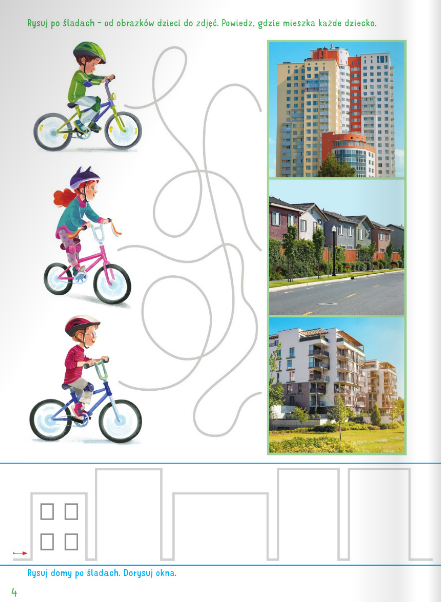 Rysuj po śladach – od obrazków dzieci do zdjęć. Powiedz, gdzie mieszka każde dziecko.
Rysuj domy po śladach. Dorysuj okna.
4